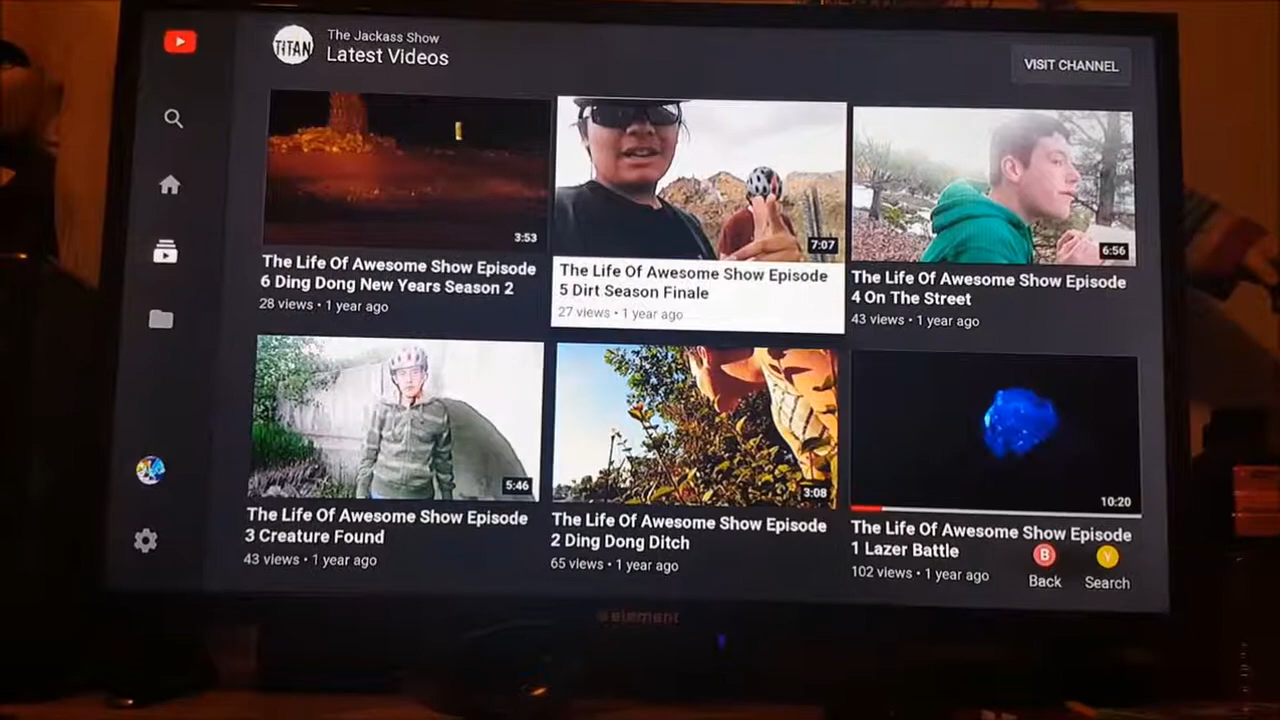 TITAN
The Jackass Show
Latest Videos
VISIT CHANNEL
3:53
7:07
6:56
The Life Of Awesome Show Episode
6 Ding Dong New Years Season 2
28 views • 1 year ago
The Life Of Awesome Show Episode
5 Dirt Season Finale
27 views • 1 year ago
The Life Of Awesome Show Episode
4 On The Street
43 views • 1 year ago
5:46
3:08
10:20
The Life Of Awesome Show Episode
3 Creature Found
43 views • 1 year ago
The Life Of Awesome Show Episode
2 Ding Dong Ditch
65 views • 1 year ago
The Life Of Awesome Show Episode
1 Lazer Battle
102 views • 1 year ago
B
Back
Y
Search
element